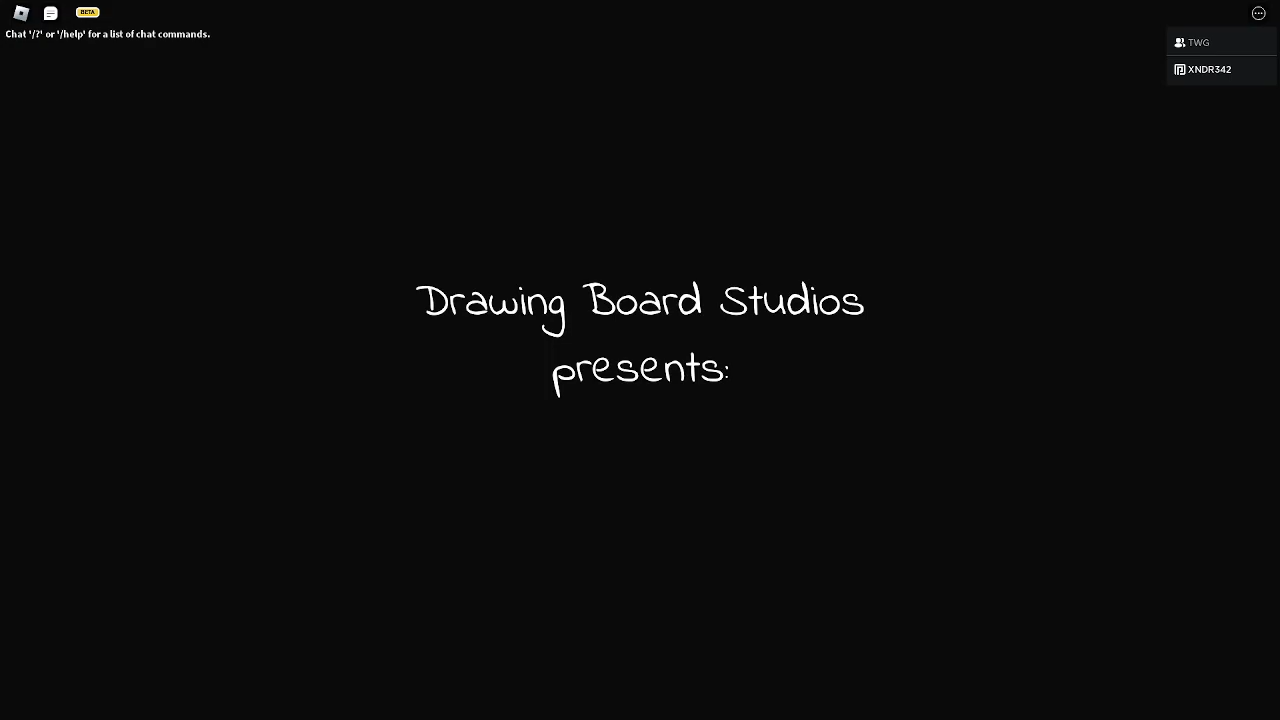 BETA
Chat '/?' or '/help' for a list of chat commands.
TWG
XNDR342
Drawing Board Studios
presents: